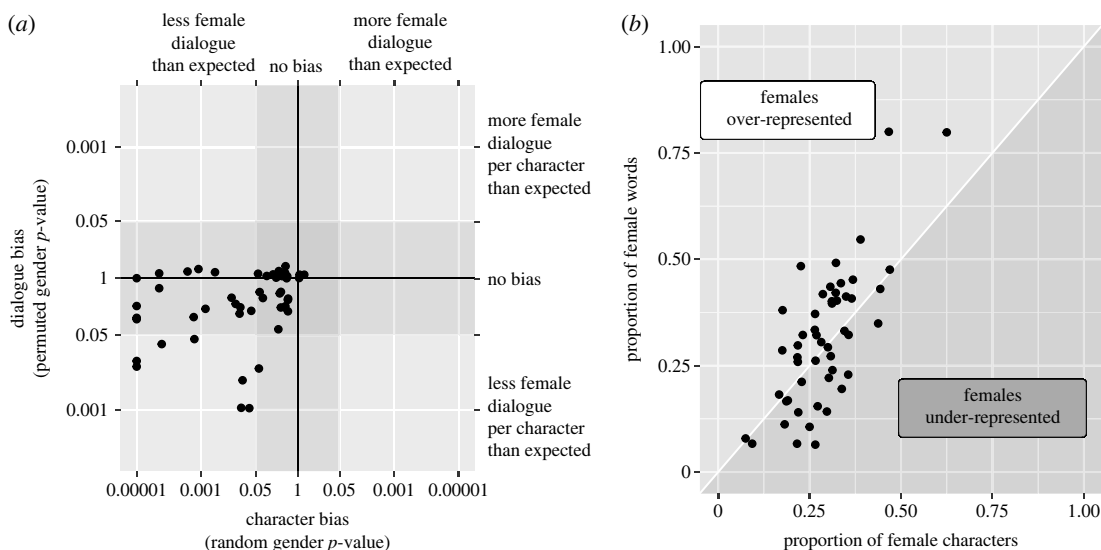 (a)
less female
dialogue
than expected
no bias
more female
dialogue
than expected
dialogue bias
(permuted gender p-value)
0.001
0.05
1
0.05
0.001
more female
dialogue
per character
than expected
no bias
less female
dialogue
per character
than expected
0.00001
0.001
0.05
1
0.05
0.001
0.00001
character bias
(random gender p-value)
(b)
proportion of female words
1.00
0.75
0.50
0.25
0
females
over-represented
females
under-represented
0
0.25
0.50
0.75
1.00
proportion of female characters